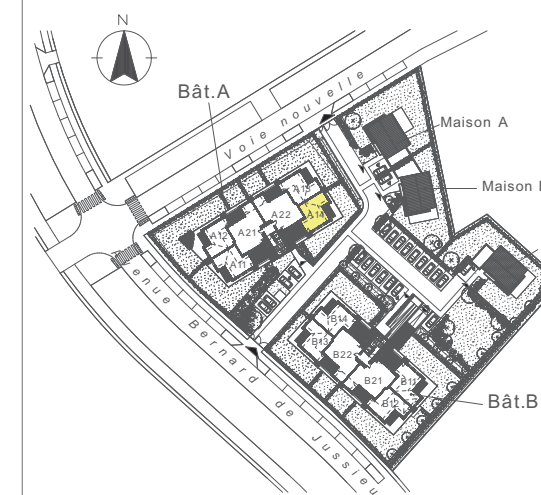 N
Bât.A
Voie nouvelle
Maison A
Maison
A13
A14
A22
A21
A12
A11
B14
B13
B22
B21
B11
B12
Bât.B
enue Bernard de Jussieu